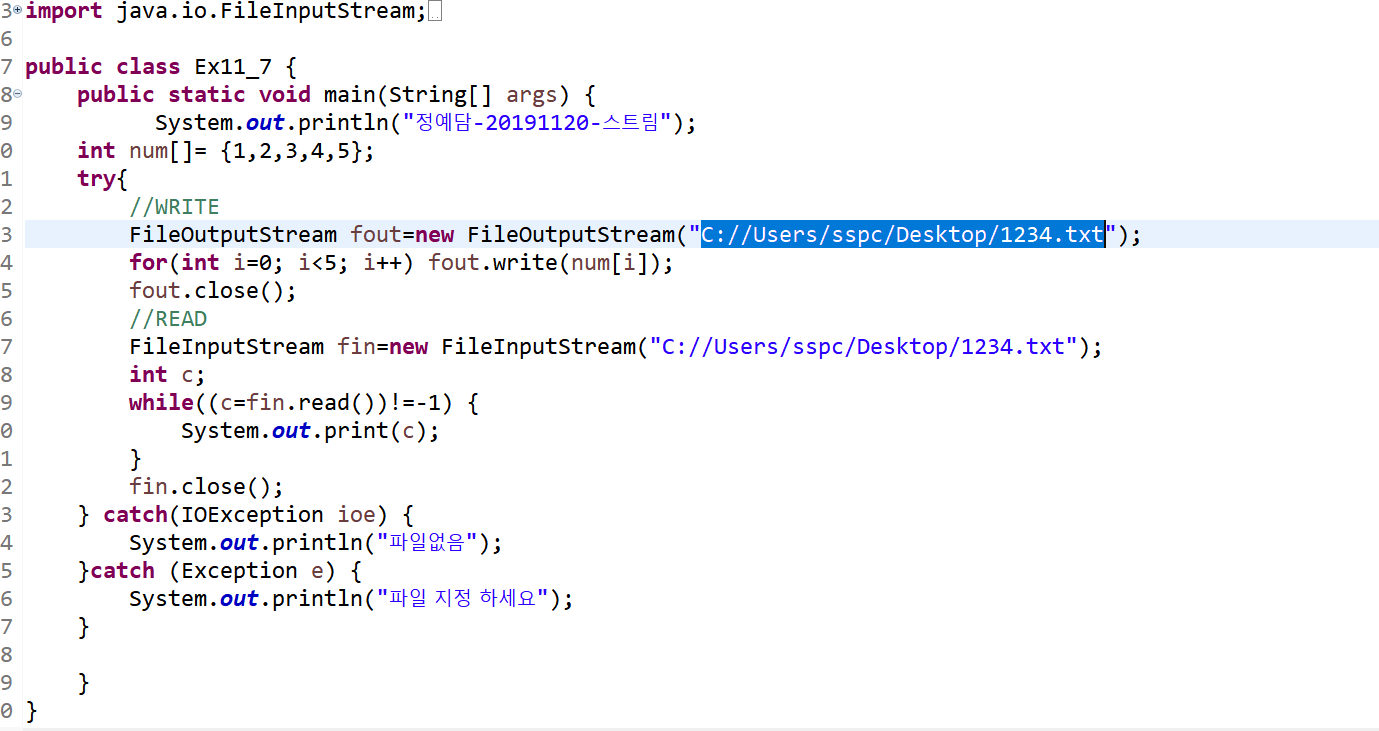 3 import java.io.FileInputStream;
6
7 public class Ex11_7 {
8     public static void main(String[] args) {
9           System.out.println("정예담-20191120-스트림");
0     int num[]= {1,2,3,4,5};
1     try{
2         //WRITE
3         FileOutputStream fout=new FileOutputStream("C://Users/sspc/Desktop/1234.txt");
4         for(int i=0; i<5; i++) fout.write(num[i]);
5         fout.close();
6         //READ
7         FileInputStream fin=new FileInputStream("C://Users/sspc/Desktop/1234.txt");
8         int c;
9         while((c=fin.read())!=-1) {
0             System.out.print(c);
1         }
2         fin.close();
3     } catch(IOException ioe) {
4         System.out.println("파일없음");
5     }catch (Exception e) {
6         System.out.println("파일 지정 하세요");
7     }
8
9     }
0 }